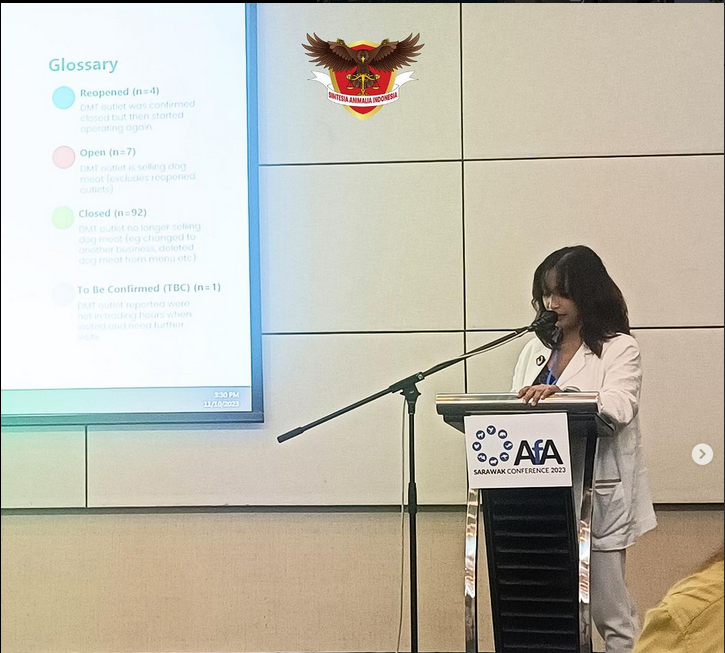 Glossary
Reopened (n=4)
DMT outlet was confirmed
closed but then started
operating again.
Open (n=7)
DMT outlet is selling dog
meat (excludes reopened
outlets)
Closed (n=92)
DMT outlet no longer selling
dog meat (eg changed to
another business, deleted
dog meat from menu etc)
To Be Confirmed (TBC) (n=1)
DMT outlet reported were
not in trading hours when
visited and need further
3:30 PM
11/10/2023
SINTESIA ANIMALIA INDONESIA
AfA
SARAWAK CONFERENCE 2023